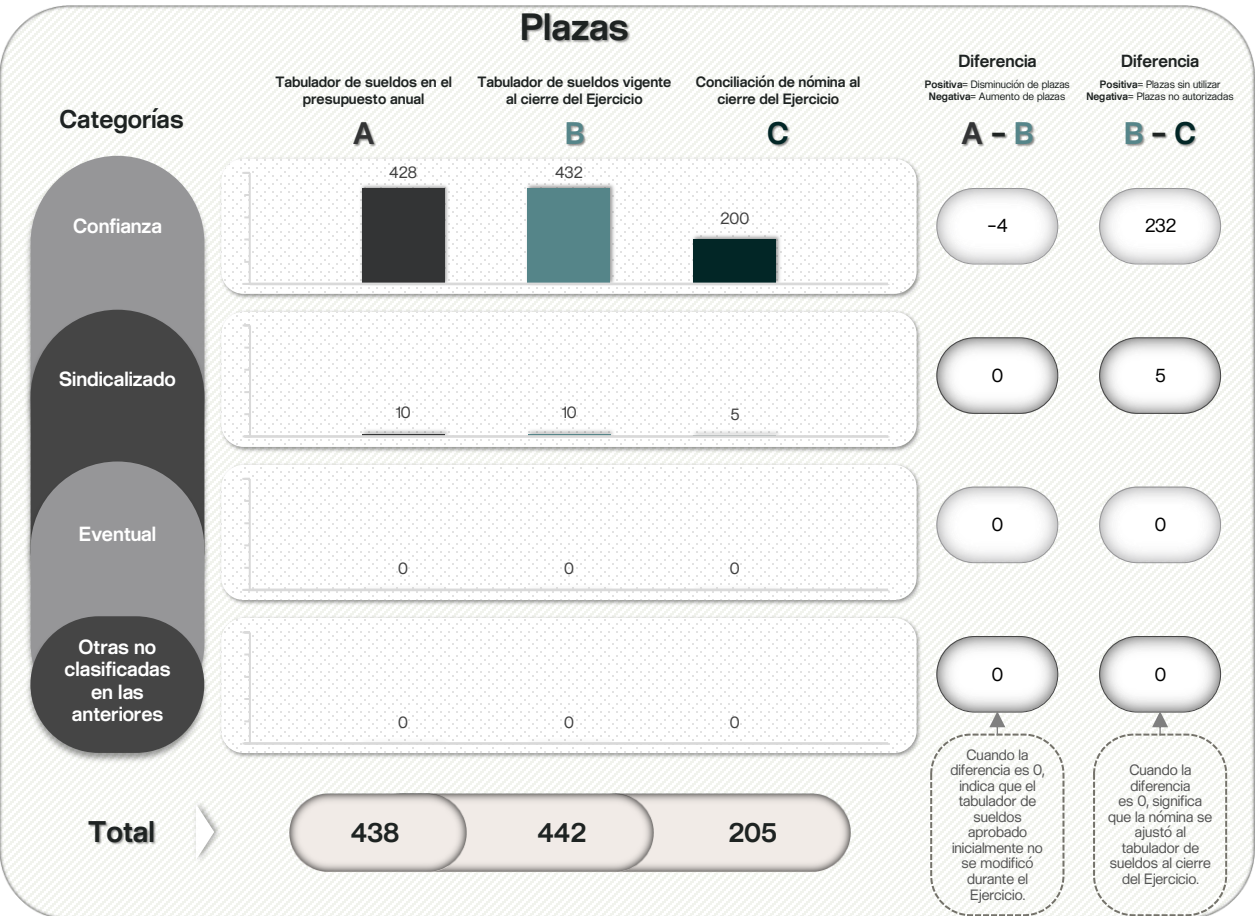 Plazas
Categorías
Tabulador de sueldos en el
presupuesto anual
A
Tabulador de sueldos vigente
al cierre del Ejercicio
B
Conciliación de nómina al
cierre del Ejercicio
C
Diferencia
Positiva= Disminución de plazas
Negativa= Aumento de plazas
A - B
Diferencia
Positiva= Plazas sin utilizar
Negativa= Plazas no autorizadas
B - C
Confianza
428
432
200
-4
232
Sindicalizado
10
10
5
0
5
Eventual
0
0
0
0
0
Otras no
clasificadas
en las
anteriores
0
0
0
0
0
Total
438
442
205
Cuando la
diferencia es 0,
indica que el
tabulador de
sueldos
aprobado
inicialmente no
se modificó
durante el
Ejercicio.
Cuando la
diferencia
es 0, significa
que la nómina se
ajustó al
tabulador de
sueldos al cierre
del Ejercicio.